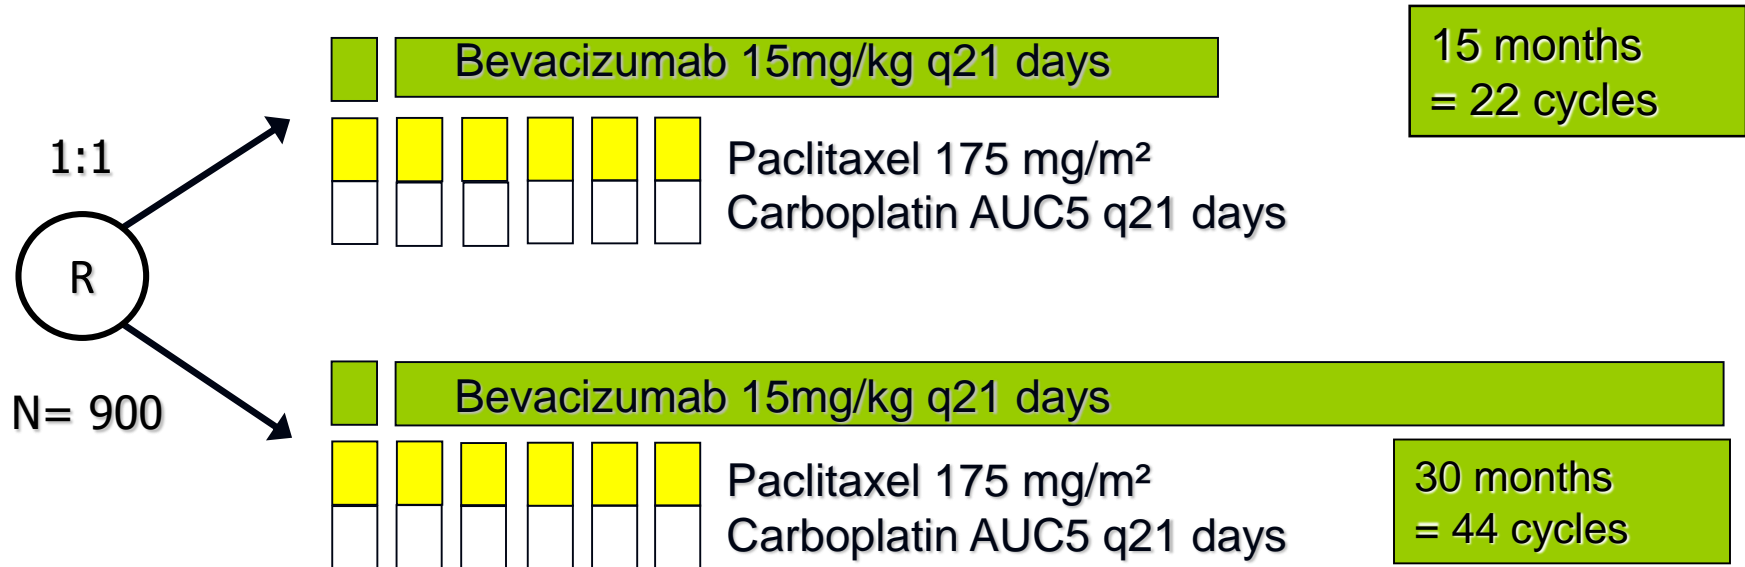 Bevacizumab 15mg/kg q21 days
15 months
= 22 cycles
1:1
Paclitaxel 175 mg/m²
Carboplatin AUC5 q21 days
R
N= 900
Bevacizumab 15mg/kg q21 days
Paclitaxel 175 mg/m²
Carboplatin AUC5 q21 days
30 months
= 44 cycles